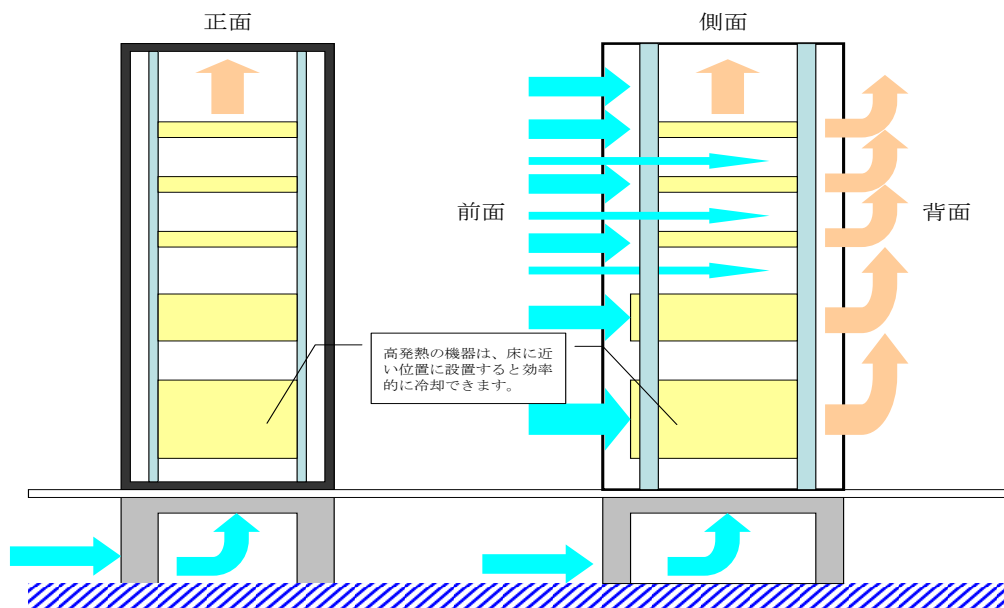 正面
側面
前面
背面
高発熱の機器は、床に近
い位置に設置すると効率
的に冷却できます。